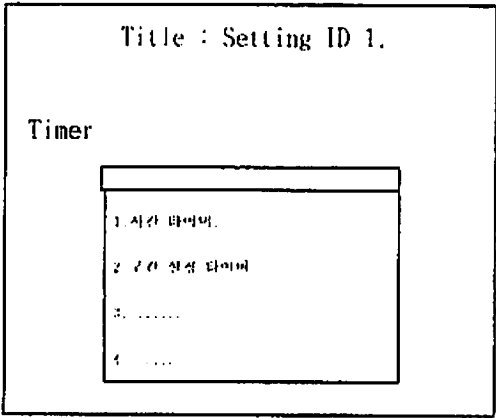 Title : Setting ID 1.
Timer
1.시간 타이머.
2.구간 설정 타이머
3. ......
4. ......